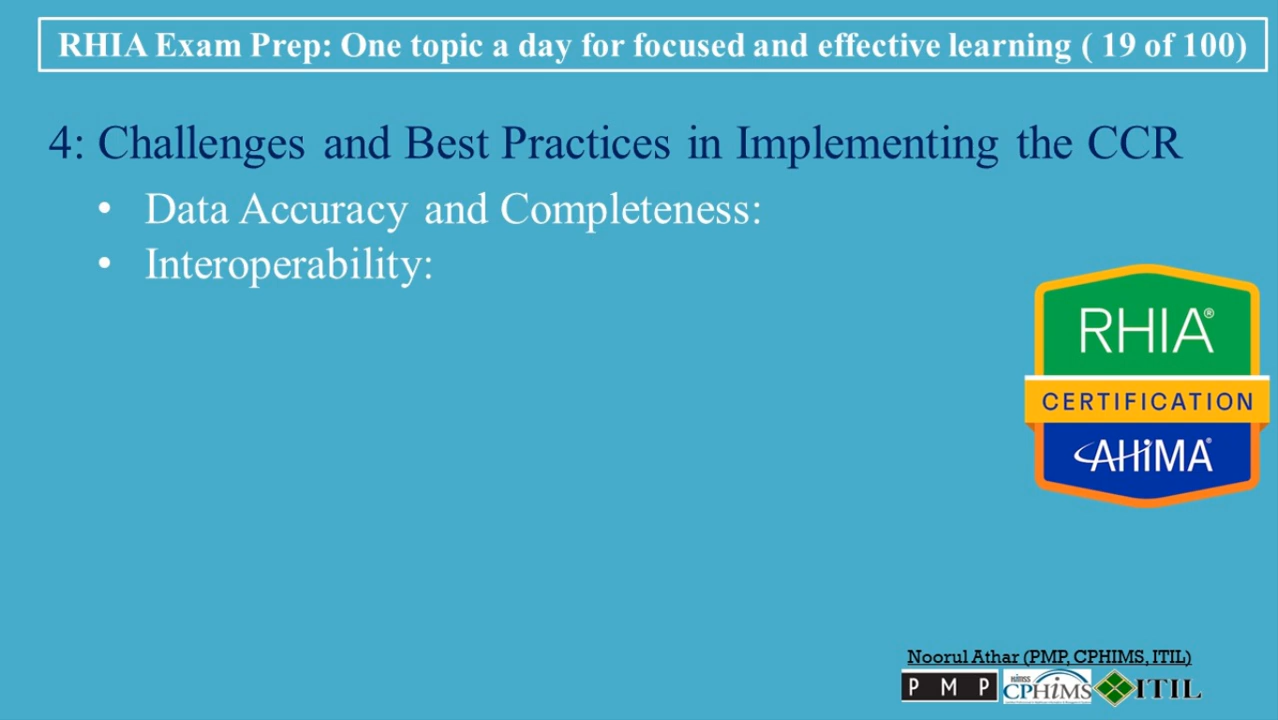 RHIA Exam Prep: One topic a day for focused and effective learning ( 19 of 100)
4: Challenges and Best Practices in Implementing the CCR
• Data Accuracy and Completeness:
• Interoperability:
RHIA®
CERTIFICATION
AHiMA®
Noorul Athar (PMP, CPHIMS, ITIL)
P M P
HIMSS
CPHiMS
ITIL